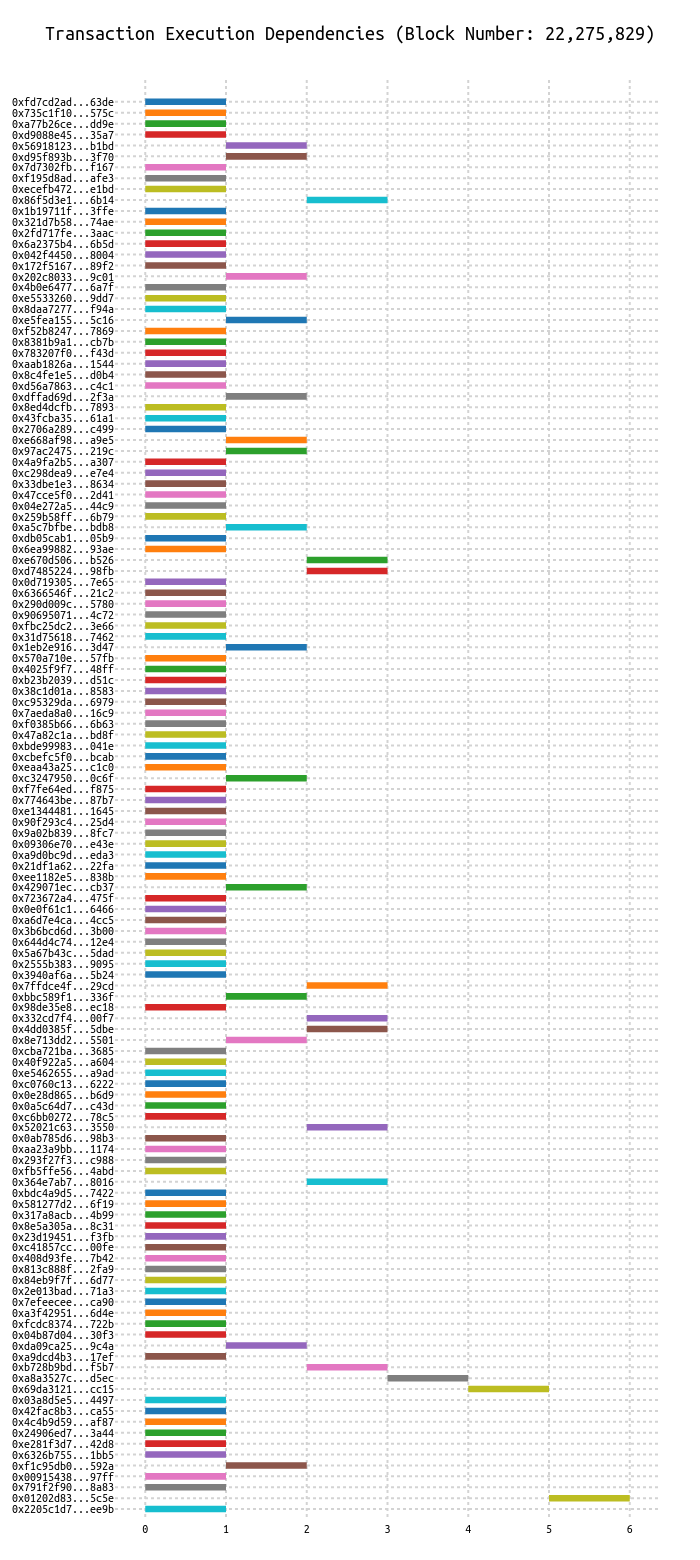 Transaction Execution Dependencies (Block Number: 22,275,829)
0xfd7cd2ad...63de
0x735c1f10...575c
0xa77b26ce...dd9e
0xd9088e45...35a7
0x56918123...b1bd
0xd95f893b...3f70
0x7d7302fb...f167
0xf195d8ad...afe3
0xecefb472...e1bd
0x86f5d3e1...6b14
0x1b19711f...3ffe
0x321d7b58...74ae
0x2fd717fe...3aac
0x6a2375b4...6b5d
0x042f4450...8004
0x172f5167...89f2
0x202c8033...9c01
0x4b0e6477...6a7f
0xe5533260...9dd7
0x8daa7277...f94a
0xe5fea155...5c16
0xf52b8247...7869
0x8381b9a1...cb7b
0x783207f0...f43d
0xaab1826a...1544
0x8c4fe1e5...d0b4
0xd56a7863...c4c1
0xdffad69d...2f3a
0x8ed4dcfb...7893
0x43fcba35...61a1
0x2706a289...c499
0xe668af98...a9e5
0x97ac2475...219c
0x4a9fa2b5...a307
0xc298dea9...e7e4
0x33dbe1e3...8634
0x47cce5f0...2d41
0x04e272a5...44c9
0x259b58ff...6b79
0xa5c7bfbe...bdb8
0xdb05cab1...05b9
0x6ea99882...93ae
0xe670d506...b526
0xd7485224...98fb
0x0d719305...7e65
0x6366546f...21c2
0x290d009c...5780
0x90695071...4c72
0xfbc25dc2...3e66
0x31d75618...7462
0x1eb2e916...3d47
0x570a710e...57fb
0x4025f9f7...48ff
0xb23b2039...d51c
0x38c1d01a...8583
0xc95329da...6979
0x7aeda8a0...16c9
0xf0385b66...6b63
0x47a82c1a...bd8f
0xbde99983...041e
0xcbefc5f0...bcab
0xeaa43a25...c1c0
0xc3247950...0c6f
0xf7fe64ed...f875
0x774643be...87b7
0xe1344481...1645
0x90f293c4...25d4
0x9a02b839...8fc7
0x09306e70...e43e
0xa9d0bc9d...eda3
0x21df1a62...22fa
0xee1182e5...838b
0x429071ec...cb37
0x723672a4...475f
0x0e0f61c1...6466
0xa6d7e4ca...4cc5
0x3b6bcd6d...3b00
0x644d4c74...12e4
0x5a67b43c...5dad
0x2555b383...9095
0x3940af6a...5b24
0x7ffdce4f...29cd
0xbbc589f1...336f
0x98de35e8...ec18
0x332cd7f4...00f7
0x4dd0385f...5dbe
0x8e713dd2...5501
0xcba721ba...3685
0x40f922a5...a604
0xe5462655...a9ad
0xc0760c13...6222
0x0e28d865...b6d9
0x0a5c64d7...c43d
0xc6bb0272...78c5
0x52021c63...3550
0x0ab785d6...98b3
0xaa23a9bb...1174
0x293f27f3...c988
0xfb5ffe56...4abd
0x364e7ab7...8016
0xbdc4a9d5...7422
0x581277d2...6f19
0x317a8acb...4b99
0x8e5a305a...8c31
0x23d19451...f3fb
0xc41857cc...00fe
0x408d93fe...7b42
0x813c888f...2fa9
0x84eb9f7f...6d77
0x2e013bad...71a3
0x7efeecee...ca90
0xa3f42951...6d4e
0xfcdc8374...722b
0x04b87d04...30f3
0xda09ca25...9c4a
0xa9dcd4b3...17ef
0xb728b9bd...f5b7
0xa8a3527c...d5ec
0x69da3121...cc15
0x03a8d5e5...4497
0x42fac8b3...ca55
0x4c4b9d59...af87
0x24906ed7...3a44
0xe281f3d7...42d8
0x6326b755...1bb5
0xf1c95db0...592a
0x00915438...97ff
0x791f2f90...8a83
0x01202d83...5c5e
0x2205c1d7...ee9b
0 1 2 3 4 5 6